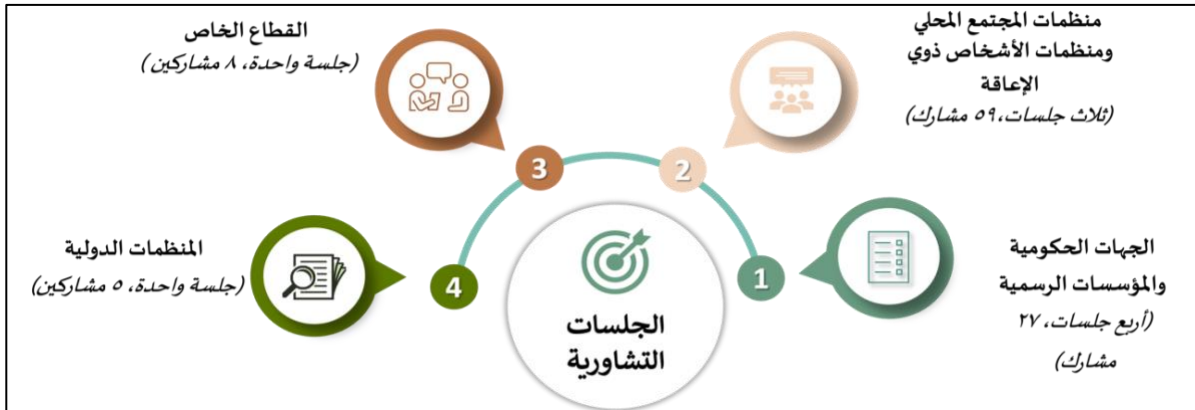 الجهات الحكومية
والمؤسسات الرسمية
(أربع جلسات، ٢٧
مشارك)
1
منظمات المجتمع المحلي
ومنظمات الأشخاص ذوي
الإعاقة
(ثلاث جلسات، ٥٩ مشارك)
2
القطاع الخاص
(جلسة واحدة، ٨ مشاركين)
3
المنظمات الدولية
(جلسة واحدة، ٥ مشاركين)
4
الجلسات
التشاورية